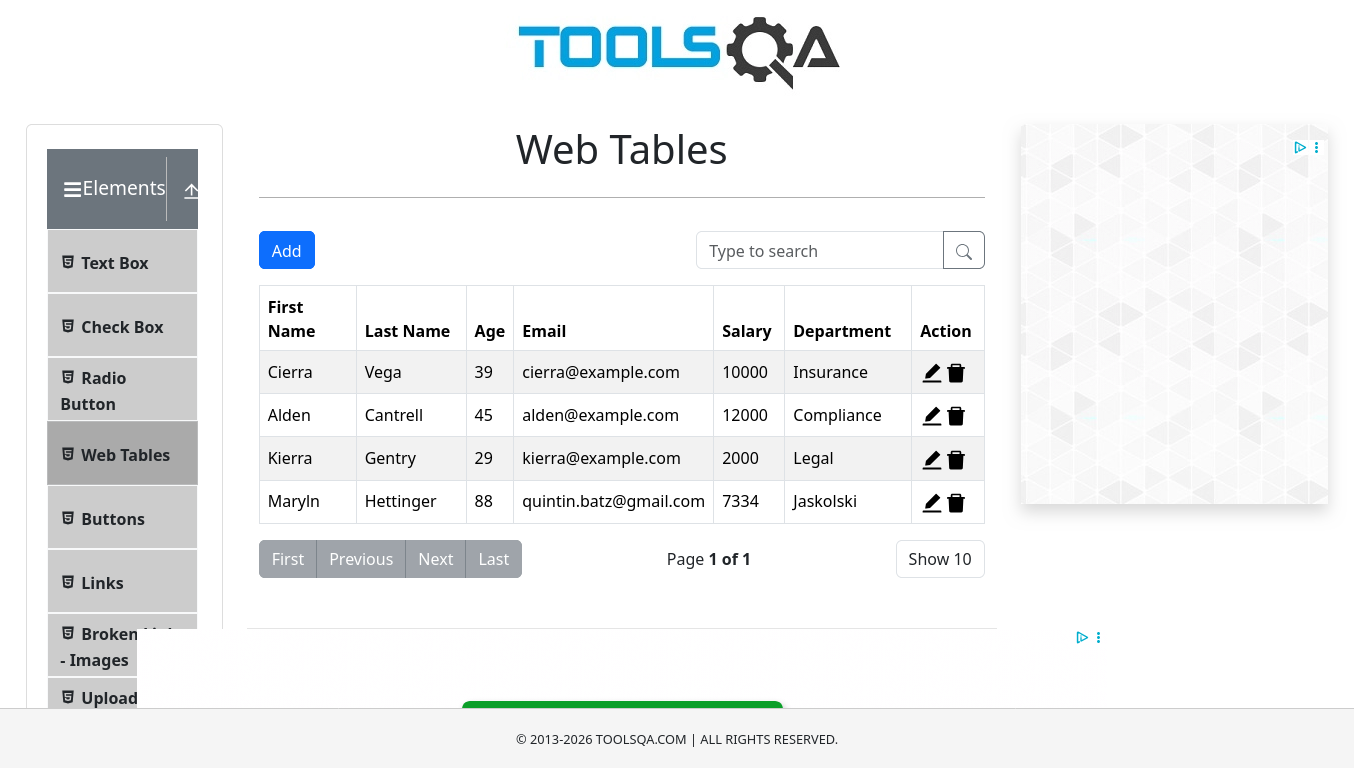 TOOLSQA
Web Tables
Elements
Text Box
Check Box
Radio
Button
Web Tables
Buttons
Links
Broken
- Images
Upload
Add
Type to search
First Name Last Name Age Email Salary Department Action
Cierra Vega 39 cierra@example.com 10000 Insurance
Alden Cantrell 45 alden@example.com 12000 Compliance
Kierra Gentry 29 kierra@example.com 2000 Legal
Maryln Hettinger 88 quintin.batz@gmail.com 7334 Jaskolski
First Previous Next Last Page 1 of 1 Show 10
© 2013-2026 TOOLSQA.COM | ALL RIGHTS RESERVED.